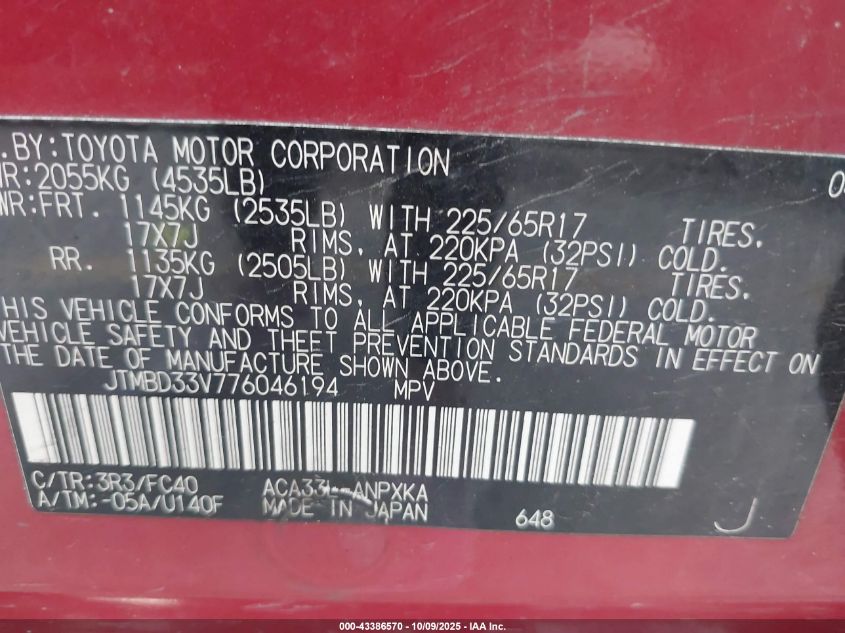 .BY:TOYOTA MOTOR CORPORATION
WR:2055KG (4535LB)
WR:FRT. 1145KG (2535LB) WITH 225/65R17 TIRES,
17X7J RIMS, AT 220KPA (32PSI) COLD.
RR. 1135KG (2505LB) WITH 225/65R17 TIRES,
17X7J RIMS, AT 220KPA (32PSI) COLD.
THIS VEHICLE CONFORMS TO ALL APPLICABLE FEDERAL MOTOR
VEHICLE SAFETY AND THEFT PREVENTION STANDARDS IN EFFECT ON
THE DATE OF MANUFACTURE SHOWN ABOVE.
JTMBD33V776046194 MPV
C/TR:3R3/FC40 ACA33L-ANPXKA
A/TM:-05A/U140F MADE IN JAPAN 648 J
000-43386570 - 10/09/2025 - IAA Inc.